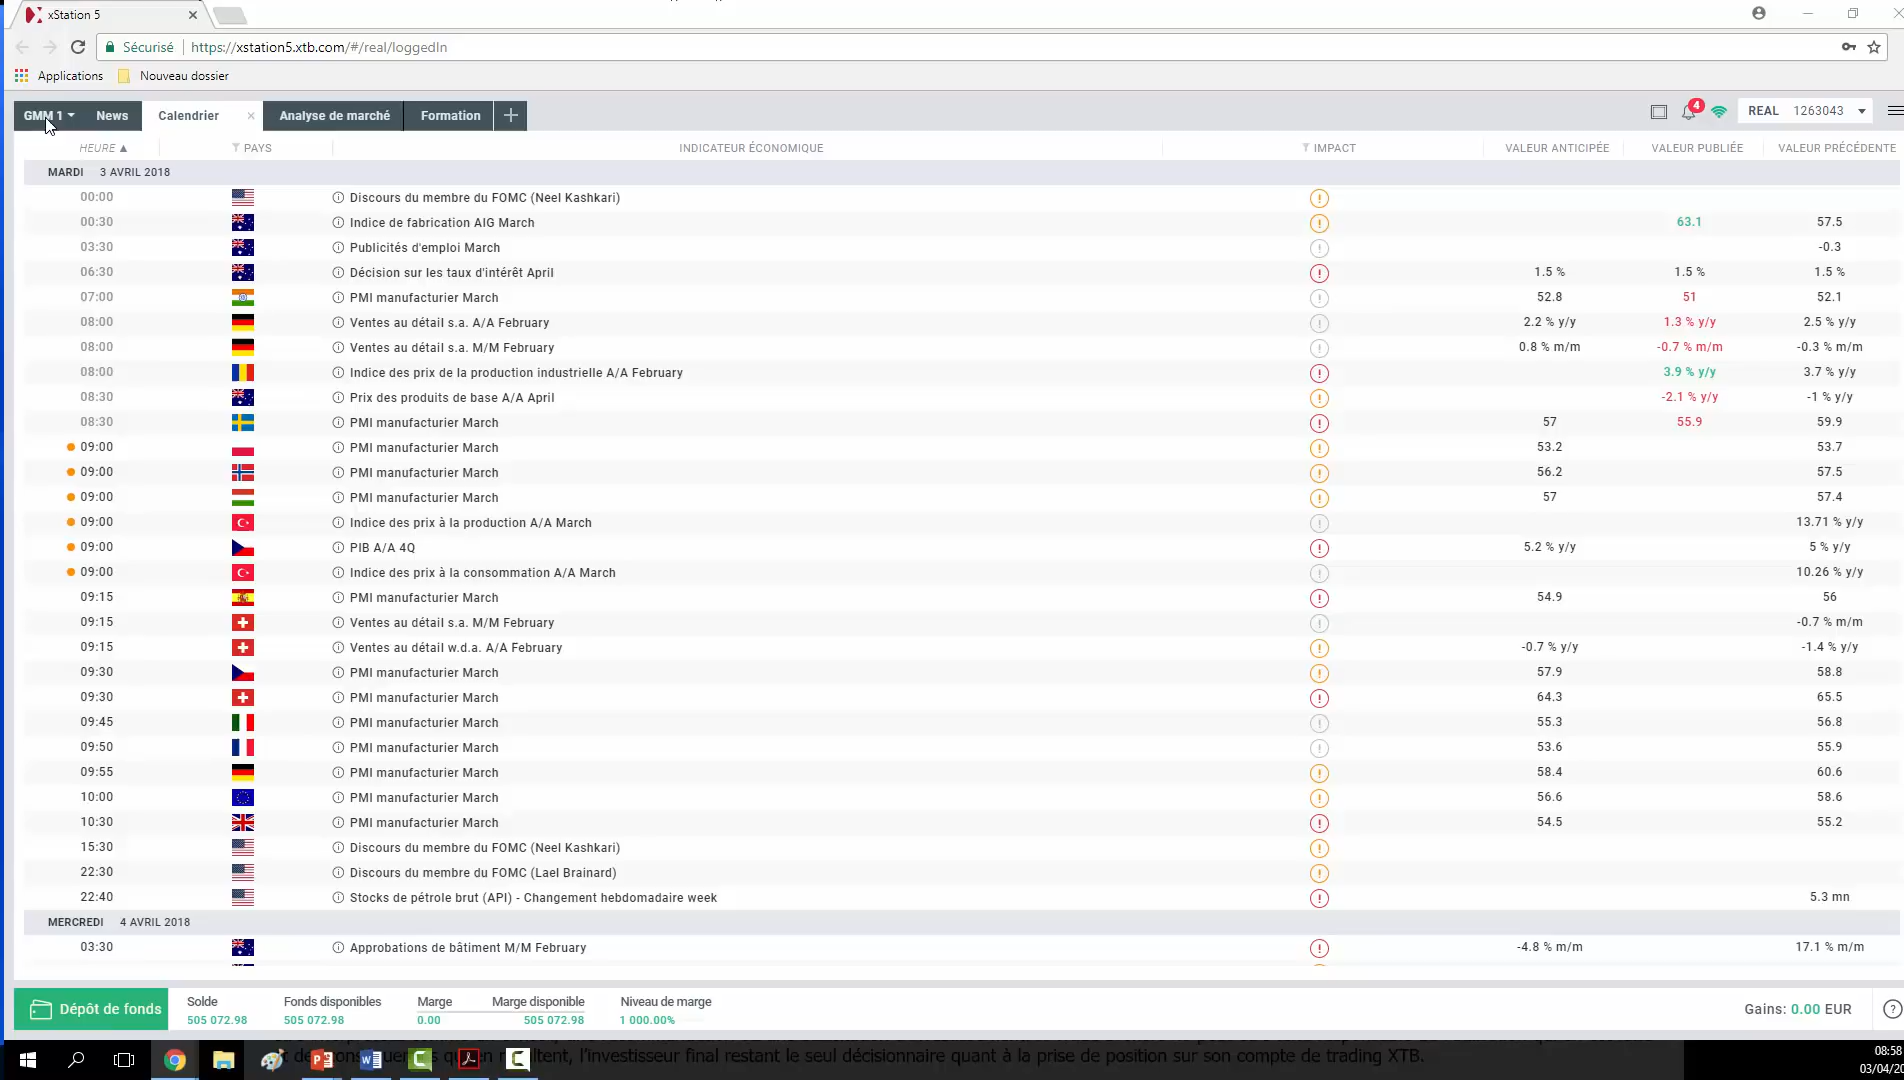 xStation 5
Sécurisé https://xstation5.xtb.com/#/real/loggedIn
Applications Nouveau dossier
GMM 1 News Calendrier Analyse de marché Formation
4 REAL 1263043
HEURE ▲ PAYS INDICATEUR ÉCONOMIQUE IMPACT VALEUR ANTICIPÉE VALEUR PUBLIÉE VALEUR PRÉCÉDENTE
MARDI 3 AVRIL 2018
00:00 Discours du membre du FOMC (Neel Kashkari)
00:30 Indice de fabrication AIG March 63.1 57.5
03:30 Publicités d'emploi March -0.3
06:30 Décision sur les taux d'intérêt April 1.5 % 1.5 % 1.5 %
07:00 PMI manufacturier March 52.8 51 52.1
08:00 Ventes au détail s.a. A/A February 2.2 % y/y 1.3 % y/y 2.5 % y/y
08:00 Ventes au détail s.a. M/M February 0.8 % m/m -0.7 % m/m -0.3 % m/m
08:00 Indice des prix de la production industrielle A/A February 3.9 % y/y 3.7 % y/y
08:30 Prix des produits de base A/A April -2.1 % y/y -1 % y/y
08:30 PMI manufacturier March 57 55.9 59.9
09:00 PMI manufacturier March 53.2 53.7
09:00 PMI manufacturier March 56.2 57.5
09:00 PMI manufacturier March 57 57.4
09:00 Indice des prix à la production A/A March 13.71 % y/y
09:00 PIB A/A 4Q 5.2 % y/y 5 % y/y
09:00 Indice des prix à la consommation A/A March 10.26 % y/y
09:15 PMI manufacturier March 54.9 56
09:15 Ventes au détail s.a. M/M February -0.7 % m/m
09:15 Ventes au détail w.d.a. A/A February -0.7 % y/y -1.4 % y/y
09:30 PMI manufacturier March 57.9 58.8
09:30 PMI manufacturier March 64.3 65.5
09:45 PMI manufacturier March 55.3 56.8
09:50 PMI manufacturier March 53.6 55.9
09:55 PMI manufacturier March 58.4 60.6
10:00 PMI manufacturier March 56.6 58.6
10:30 PMI manufacturier March 54.5 55.2
15:30 Discours du membre du FOMC (Neel Kashkari)
22:30 Discours du membre du FOMC (Lael Brainard)
22:40 Stocks de pétrole brut (API) - Changement hebdomadaire week 5.3 mn
MERCREDI 4 AVRIL 2018
03:30 Approbations de bâtiment M/M February -4.8 % m/m 17.1 % m/m
Dépôt de fonds Solde Fonds disponibles Marge Marge disponible Niveau de marge Gains: 0.00 EUR
505 072.98 505 072.98 0.00 505 072.98 1 000.00%
l'investisseur final restant le seul décisionnaire quant à la prise de position sur son compte de trading XTB.
08:58
03/04/20